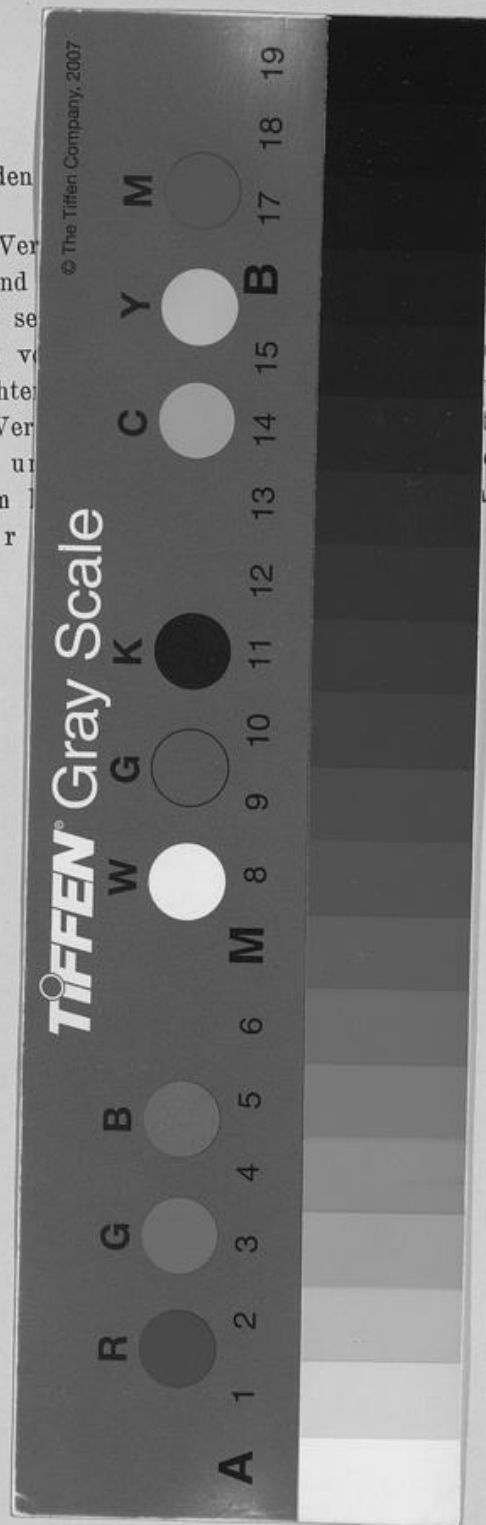 © The Tiffen Company, 2007
TIFFEN® Gray Scale
R G B W G K C Y M
A 1 2 3 4 5 6 M 8 9 10 11 12 13 14 15 B 17 18 19
den
Ver
nd
se
hte
Ver
r